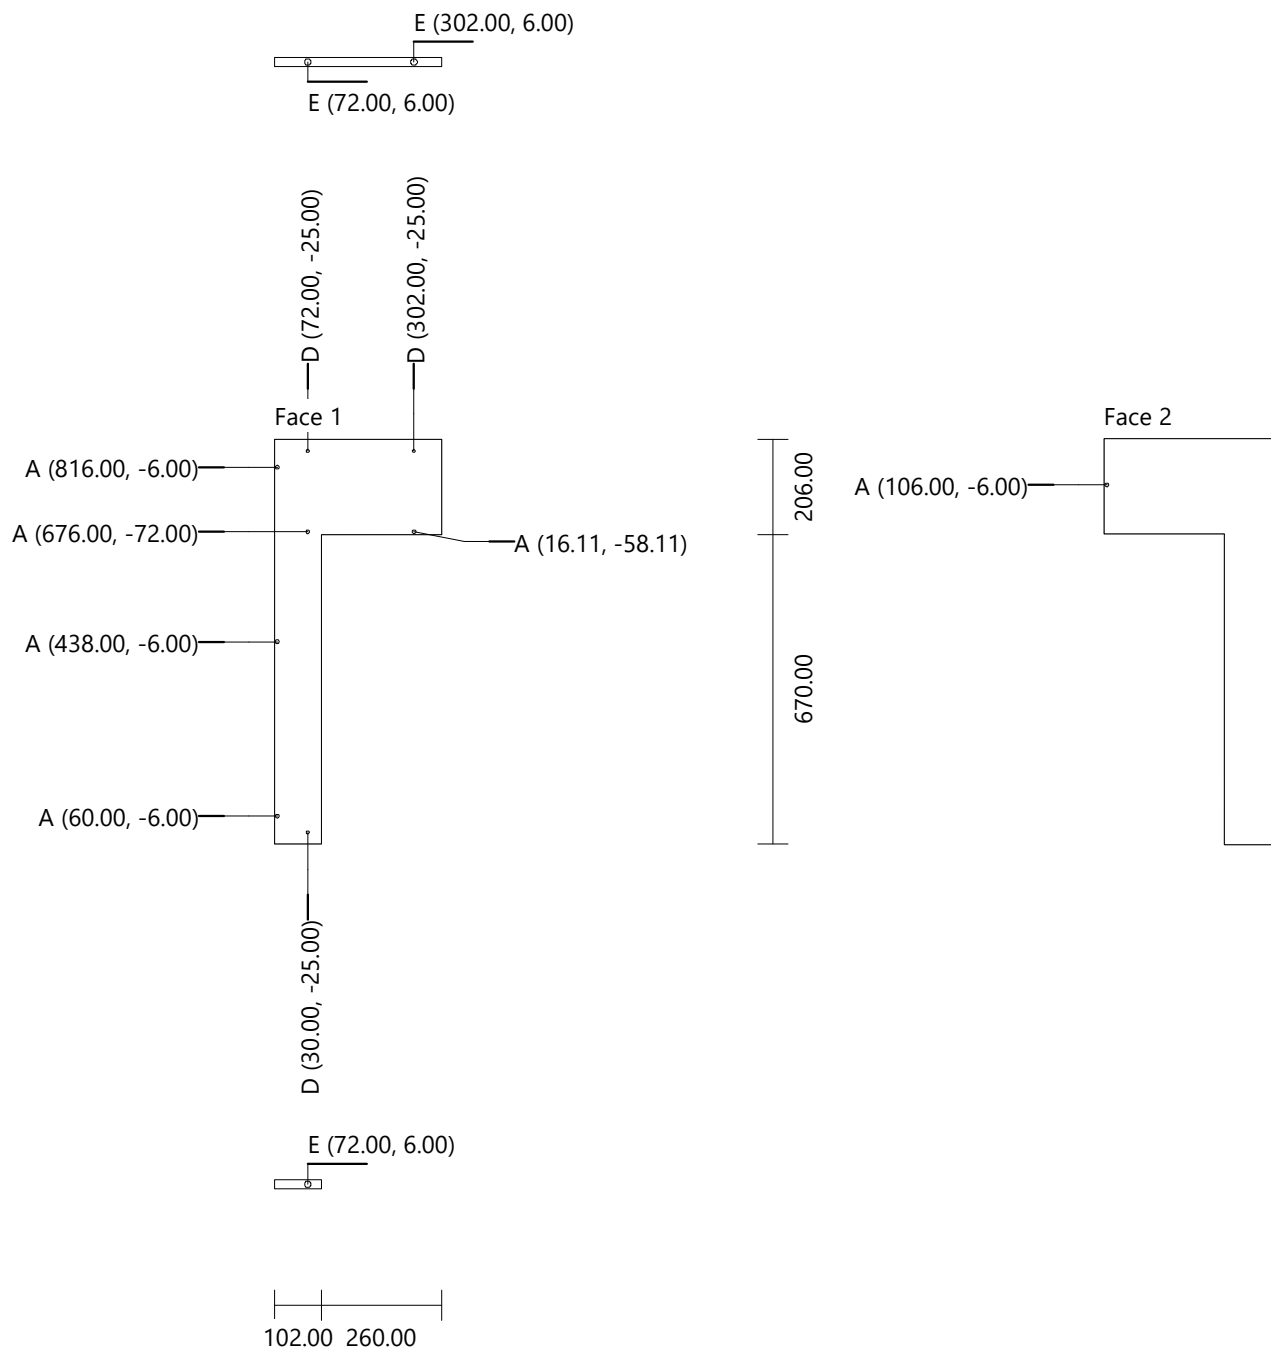 E (302.00, 6.00)
E (72.00, 6.00)
D (72.00, -25.00)
D (302.00, -25.00)
Face 1
Face 2
A (816.00, -6.00)
A (106.00, -6.00)
206.00
A (676.00, -72.00)
A (16.11, -58.11)
A (438.00, -6.00)
670.00
A (60.00, -6.00)
D (30.00, -25.00)
E (72.00, 6.00)
102.00 260.00